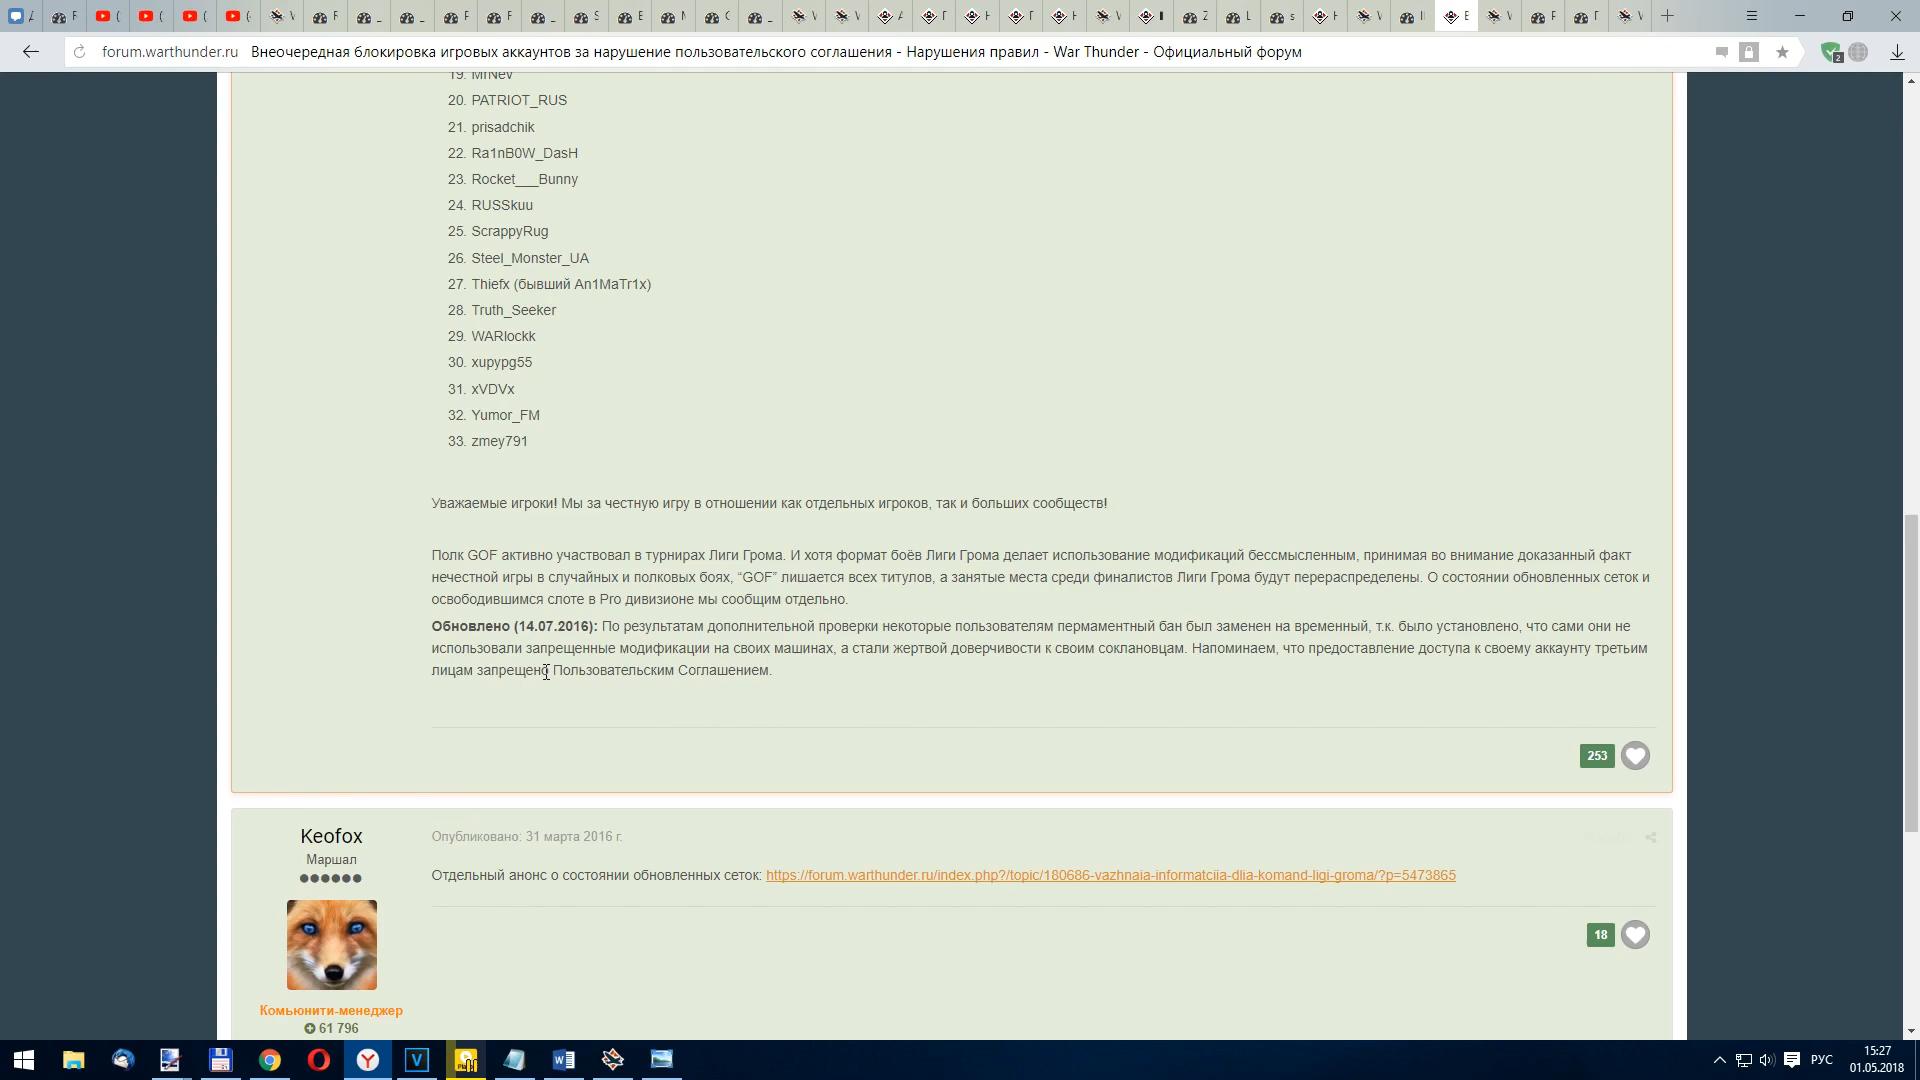 forum.warthunder.ru Внеочередная блокировка игровых аккаунтов за нарушение пользовательского соглашения - Нарушения правил - War Thunder - Официальный форум
2
19. MrNev
20. PATRIOT_RUS
21. prisadchik
22. Ra1nB0W_DasH
23. Rocket___Bunny
24. RUSSkuu
25. ScrappyRug
26. Steel_Monster_UA
27. Thiefx (бывший An1MaTr1x)
28. Truth_Seeker
29. WARlockk
30. xupypg55
31. xVDVx
32. Yumor_FM
33. zmey791
Уважаемые игроки! Мы за честную игру в отношении как отдельных игроков, так и больших сообществ!
Полк GOF активно участвовал в турнирах Лиги Грома. И хотя формат боёв Лиги Грома делает использование модификаций бессмысленным, принимая во внимание доказанный факт
нечестной игры в случайных и полковых боях, “GOF” лишается всех титулов, а занятые места среди финалистов Лиги Грома будут перераспределены. О состоянии обновленных сеток и
освободившимся слоте в Pro дивизионе мы сообщим отдельно.
Обновлено (14.07.2016): По результатам дополнительной проверки некоторые пользователям пермаментный бан был заменен на временный, т.к. было установлено, что сами они не
использовали запрещенные модификации на своих машинах, а стали жертвой доверчивости к своим соклановцам. Напоминаем, что предоставление доступа к своему аккаунту третьим
лицам запрещено Пользовательским Соглашением.
253
Keofox
Маршал
Опубликовано: 31 марта 2016 г.
Отдельный анонс о состоянии обновленных сеток: https://forum.warthunder.ru/index.php?/topic/180686-vazhnaia-informatciia-dlia-komand-ligi-groma/?p=5473865
18
Комьюнити-менеджер
61 796
РУС
15:27
01.05.2018